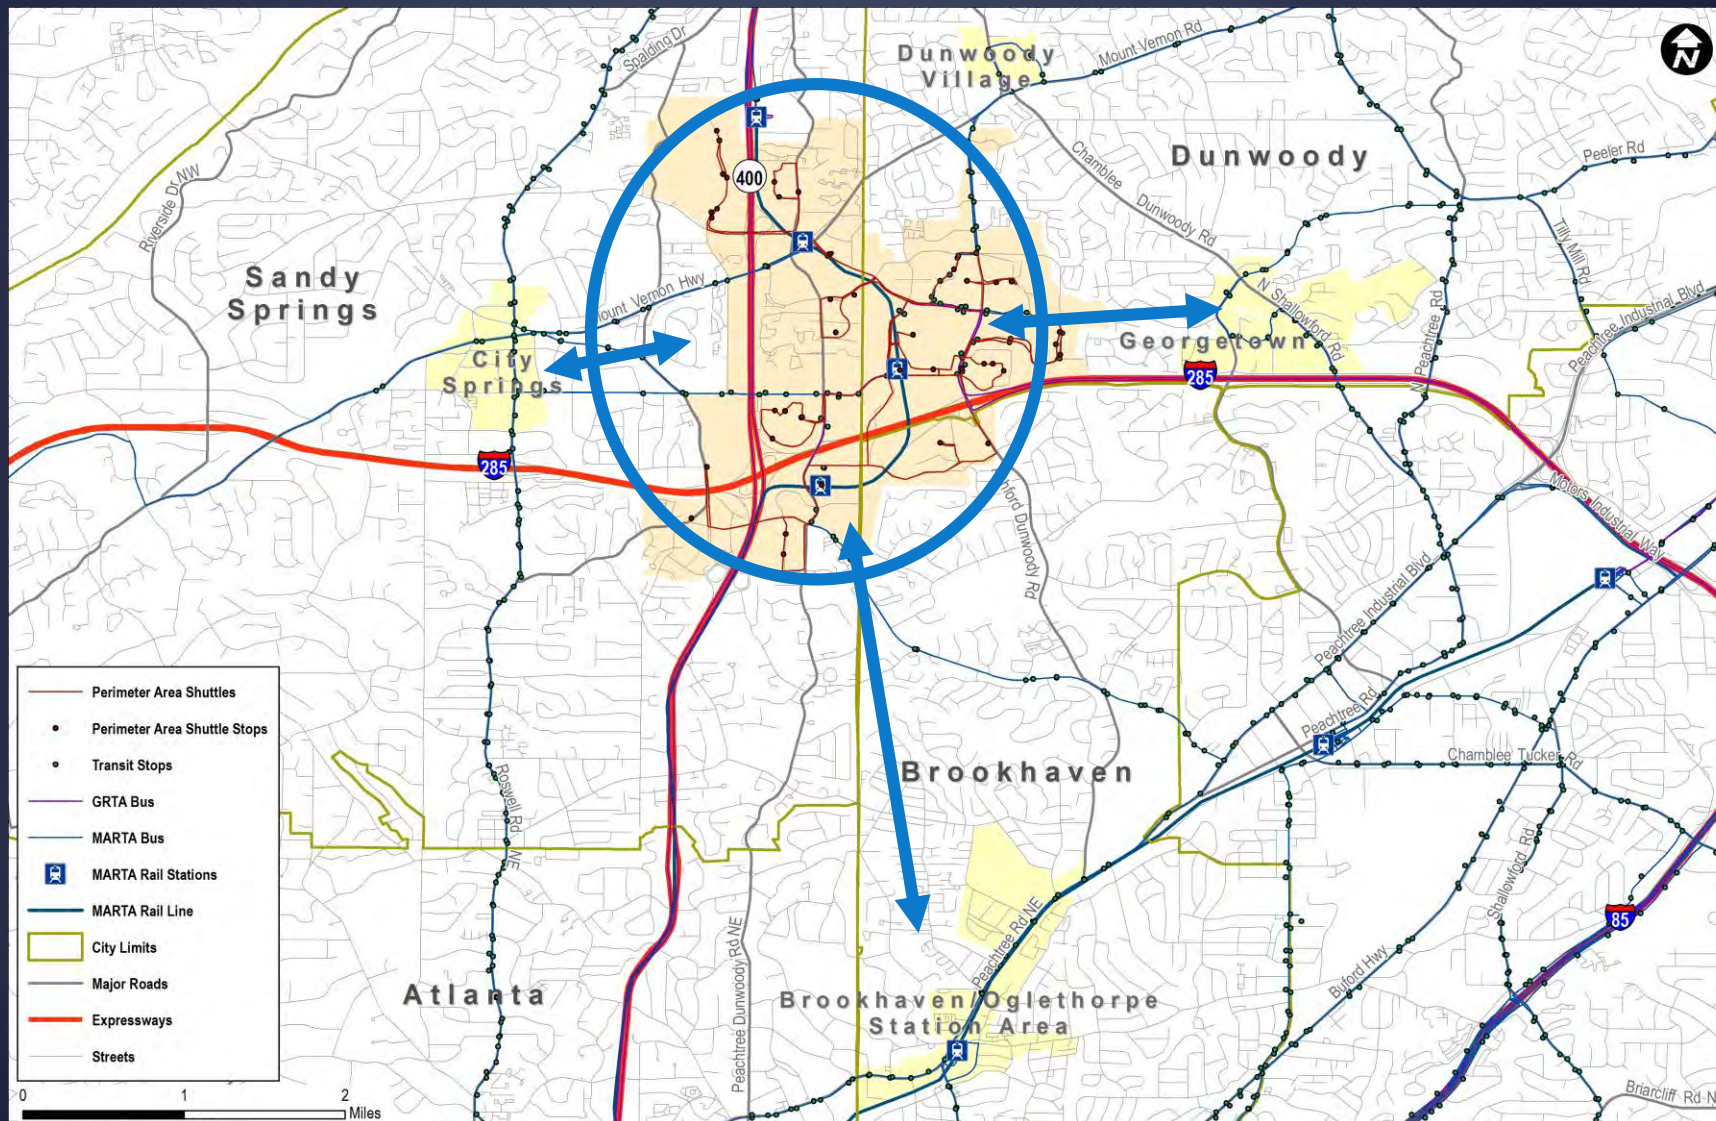 Spalding Dr
Dunwoody
Village
Mount Vernon Rd
N
Riverside Dr NW
400
Chamblee
Dunwoody Rd
Dunwoody
Peeler Rd
Tilly Mill Rd
Sandy
Springs
Mount Vernon Hwy
N Shallowford Rd
N Peachtree Rd
Peachtree Industrial Blvd
City
Springs
Georgetown
285
285
hford Dunwoody Rd
Motors Industrial Way
Peachtree Industrial Blvd
Perimeter Area Shuttles
Perimeter Area Shuttle Stops
Transit Stops
GRTA Bus
MARTA Bus
MARTA Rail Stations
MARTA Rail Line
City Limits
Major Roads
Expressways
Streets
0 1 2
Miles
Roswell Rd NE
Peachtree Rd
Chamblee Tucker Rd
Brookhaven
Shallowford Rd
85
Peachtree Rd NE
Buford Hwy
Atlanta
Peachtree Dunwoody Rd NE
Brookhaven/Oglethorpe
Station Area
Briarcliff Rd N